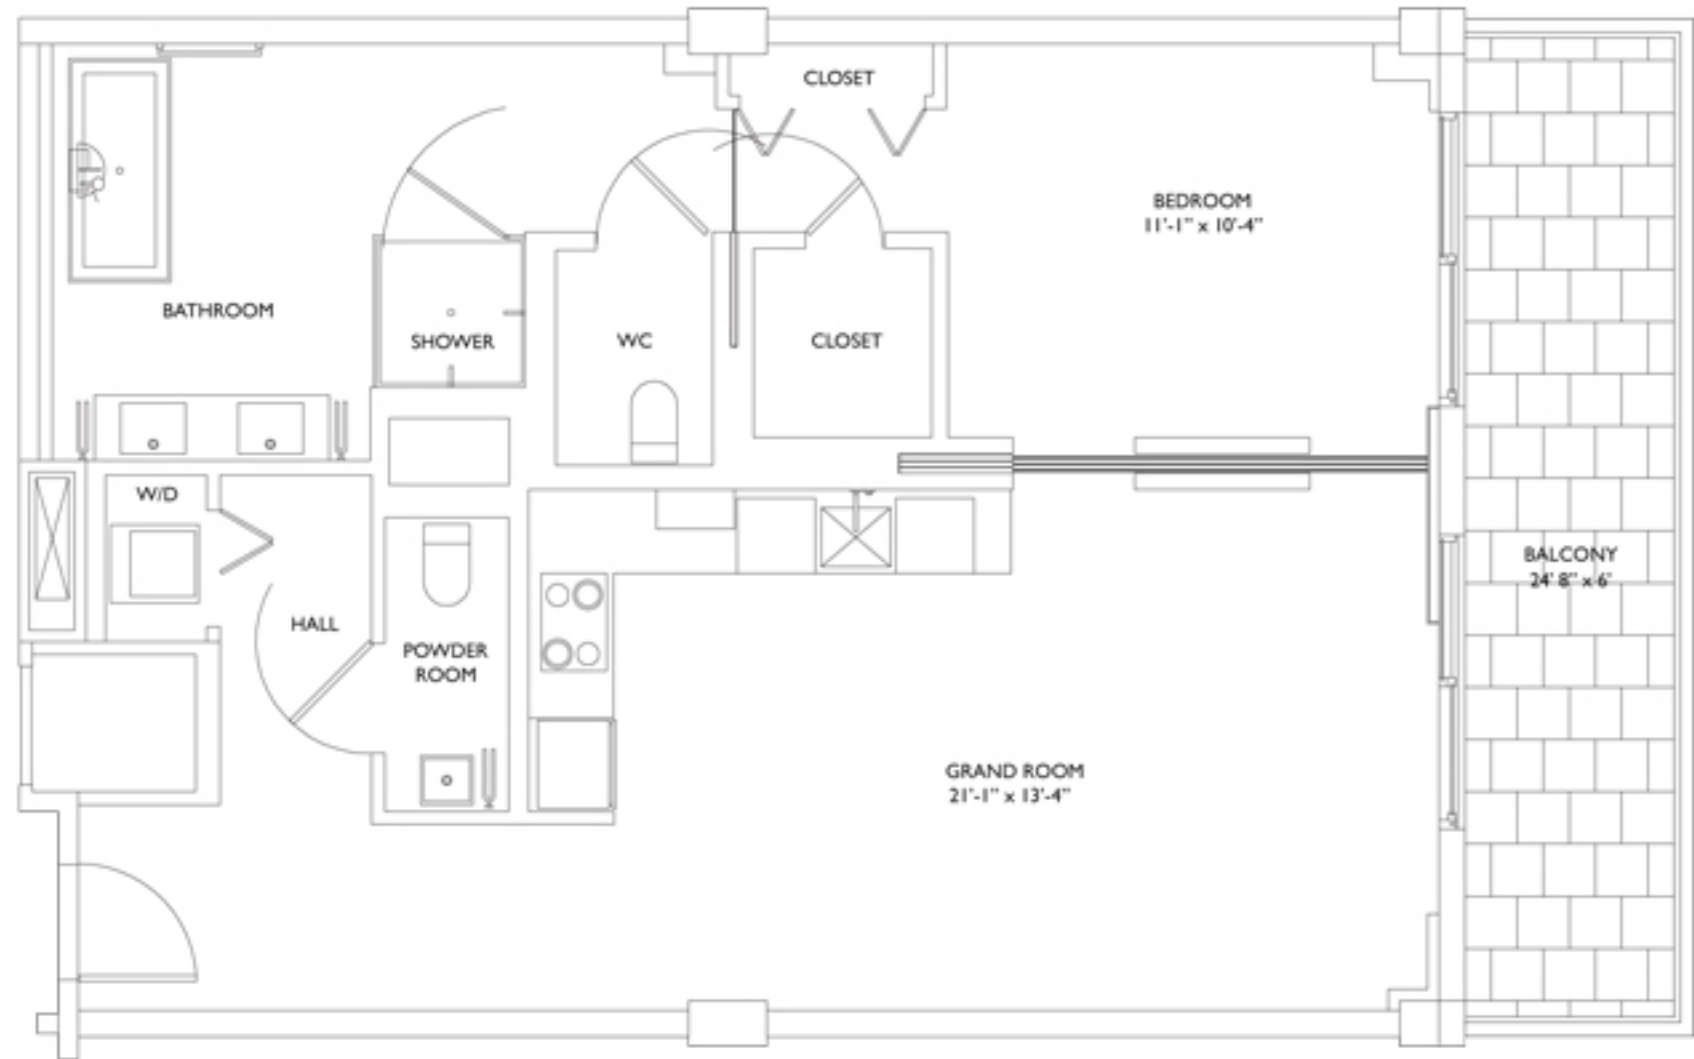 CLOSET
BEDROOM
11'-1" x 10'-4"
BATHROOM
SHOWER
WC
CLOSET
W/D
HALL
POWDER
ROOM
BALCONY
24' 8" x 6'
GRAND ROOM
21'-1" x 13'-4"